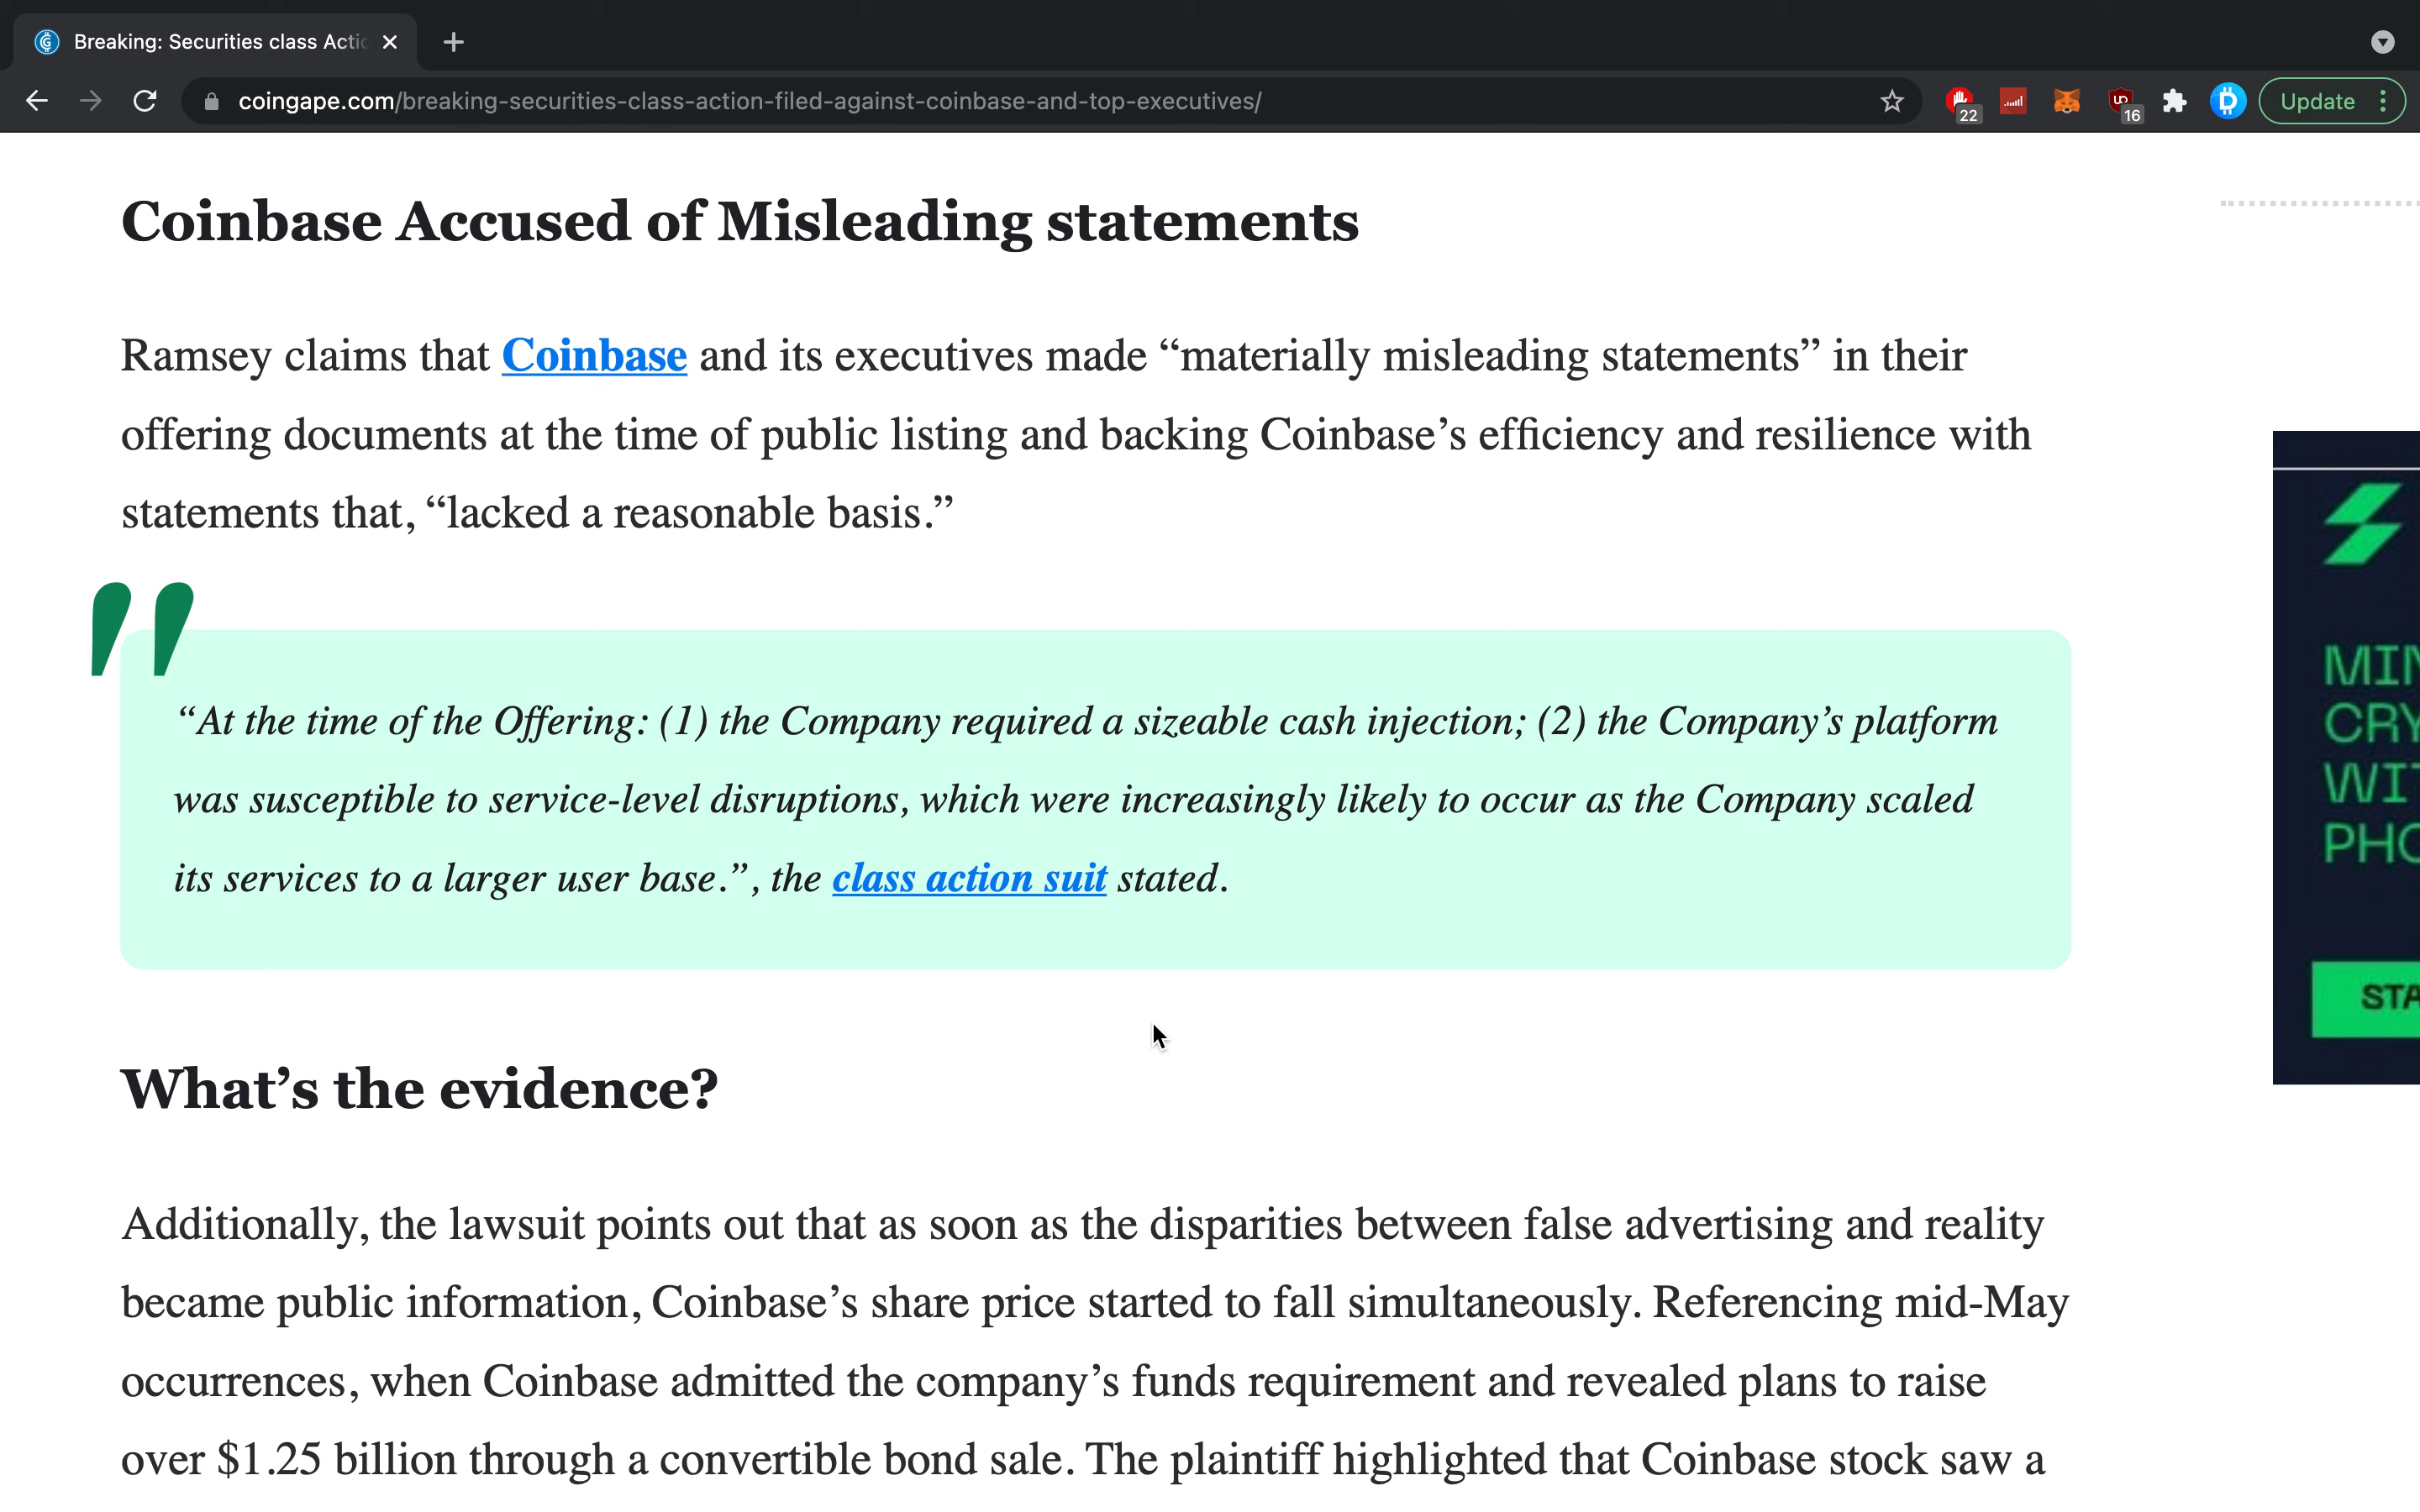 Breaking: Securities class Actio
coingape.com/breaking-securities-class-action-filed-against-coinbase-and-top-executives/
22
16
Update
Coinbase Accused of Misleading statements
Ramsey claims that Coinbase and its executives made “materially misleading statements” in their
offering documents at the time of public listing and backing Coinbase’s efficiency and resilience with
statements that, “lacked a reasonable basis.”
“At the time of the Offering: (1) the Company required a sizeable cash injection; (2) the Company’s platform
was susceptible to service-level disruptions, which were increasingly likely to occur as the Company scaled
its services to a larger user base.”, the class action suit stated.
What’s the evidence?
Additionally, the lawsuit points out that as soon as the disparities between false advertising and reality
became public information, Coinbase’s share price started to fall simultaneously. Referencing mid-May
occurrences, when Coinbase admitted the company’s funds requirement and revealed plans to raise
over $1.25 billion through a convertible bond sale. The plaintiff highlighted that Coinbase stock saw a
MIN
CRY
WIT
PHO
STA